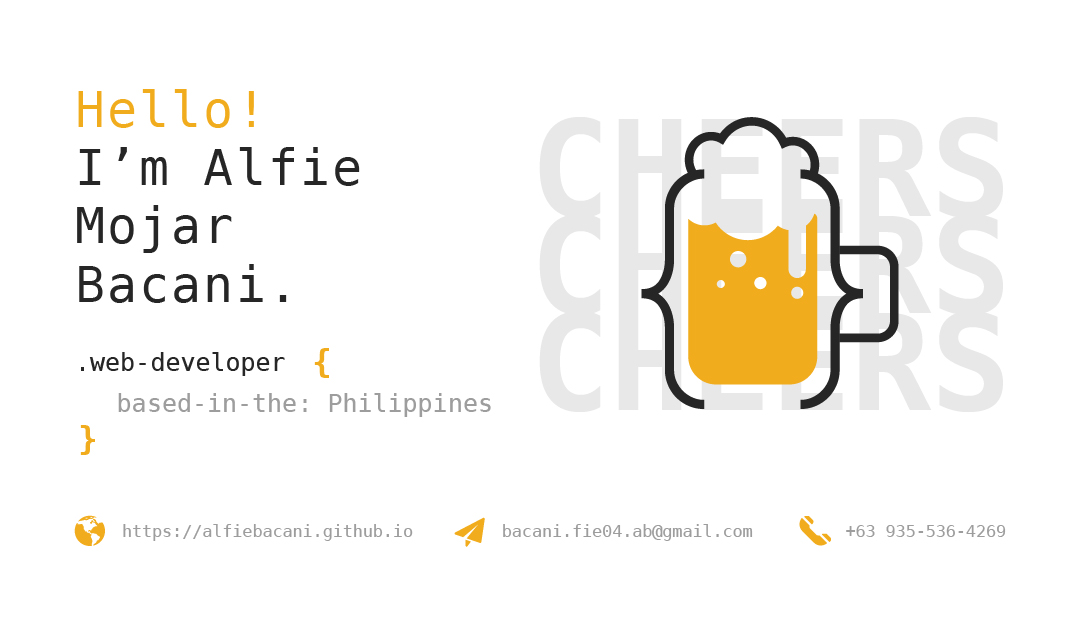 Hello!
I’m Alfie
Mojar
Bacani.
.web-developer {
based-in-the: Philippines
}
CHEERS
CHEERS
CHEERS
https://alfiebacani.github.io
bacani.fie04.ab@gmail.com
+63 935-536-4269